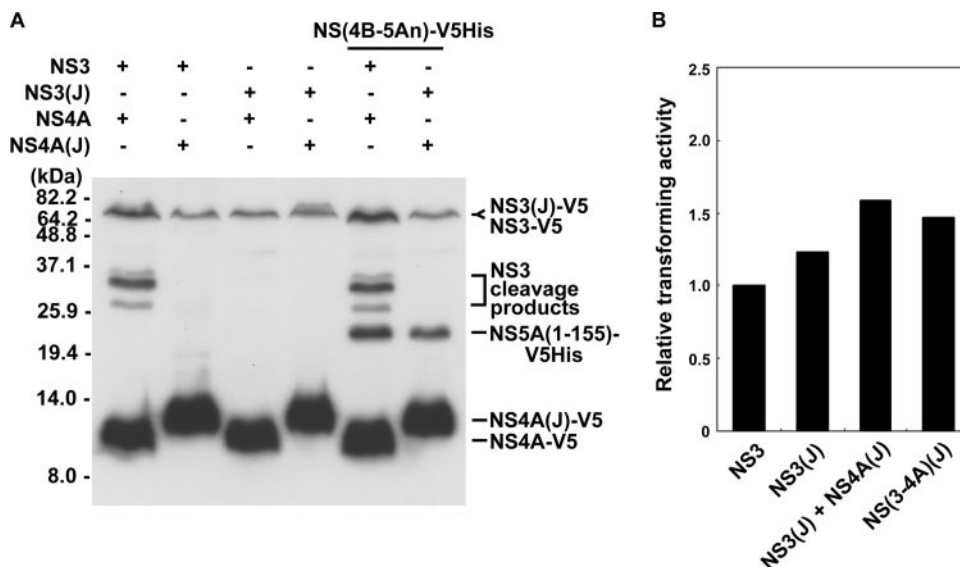 A
NS(4B-5An)-V5His
NS3 + + - - + -
NS3(J) - - + + - +
NS4A + - + - + -
NS4A(J) - + - + - +
(kDa)
82.2 -
64.2 -
48.8 -
37.1 -
25.9 -
19.4 -
14.0 -
8.0 -
NS3(J)-V5
NS3-V5
NS3
cleavage
products
NS5A(1-155)-
V5His
NS4A(J)-V5
NS4A-V5
B
Relative transforming activity
2.5
2.0
1.5
1.0
0.5
0
NS3
NS3(J)
NS3(J) + NS4A(J)
NS(3-4A)(J)